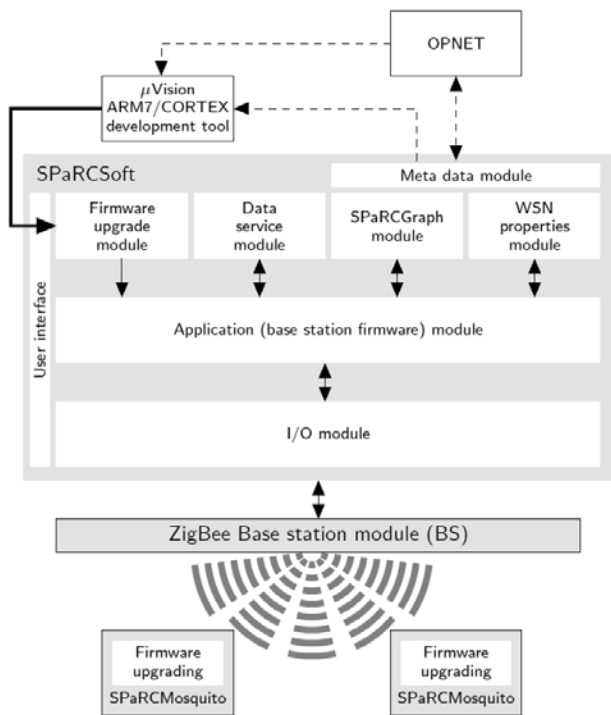 OPNET
μVision
ARM7/CORTEX
development tool
SPaRCSoft
Meta data module
User interface
Firmware
upgrade
module
Data
service
module
SPaRCGraph
module
WSN
properties
module
Application (base station firmware) module
I/O module
ZigBee Base station module (BS)
Firmware
upgrading
SPaRCMosquito
Firmware
upgrading
SPaRCMosquito